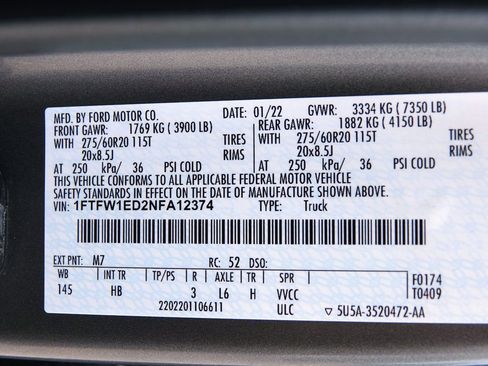 MFD. BY FORD MOTOR CO. DATE: 01/22 GVWR: 3334 KG ( 7350 LB)
FRONT GAWR: 1769 KG ( 3900 LB) REAR GAWR: 1882 KG ( 4150 LB)
WITH 275/60R20 115T TIRES WITH 275/60R20 115T TIRES
20x8.5J RIMS 20x8.5J RIMS
AT 250 kPa/ 36 PSI COLD AT 250 kPa/ 36 PSI COLD
THIS VEHICLE CONFORMS TO ALL APPLICABLE FEDERAL MOTOR VEHICLE
SAFETY STANDARDS IN EFFECT ON THE DATE OF MANUFACTURE SHOWN ABOVE.
VIN: 1FTFW1ED2NFA12374 TYPE: Truck
EXT PNT: M7 RC: 52 DSO:
WB INT TR TP/PS R AXLE TR SPR F0174
145 HB 3 L6 H VVCC T0409
2202201106611 ULC ▽ 5U5A-3520472-AA